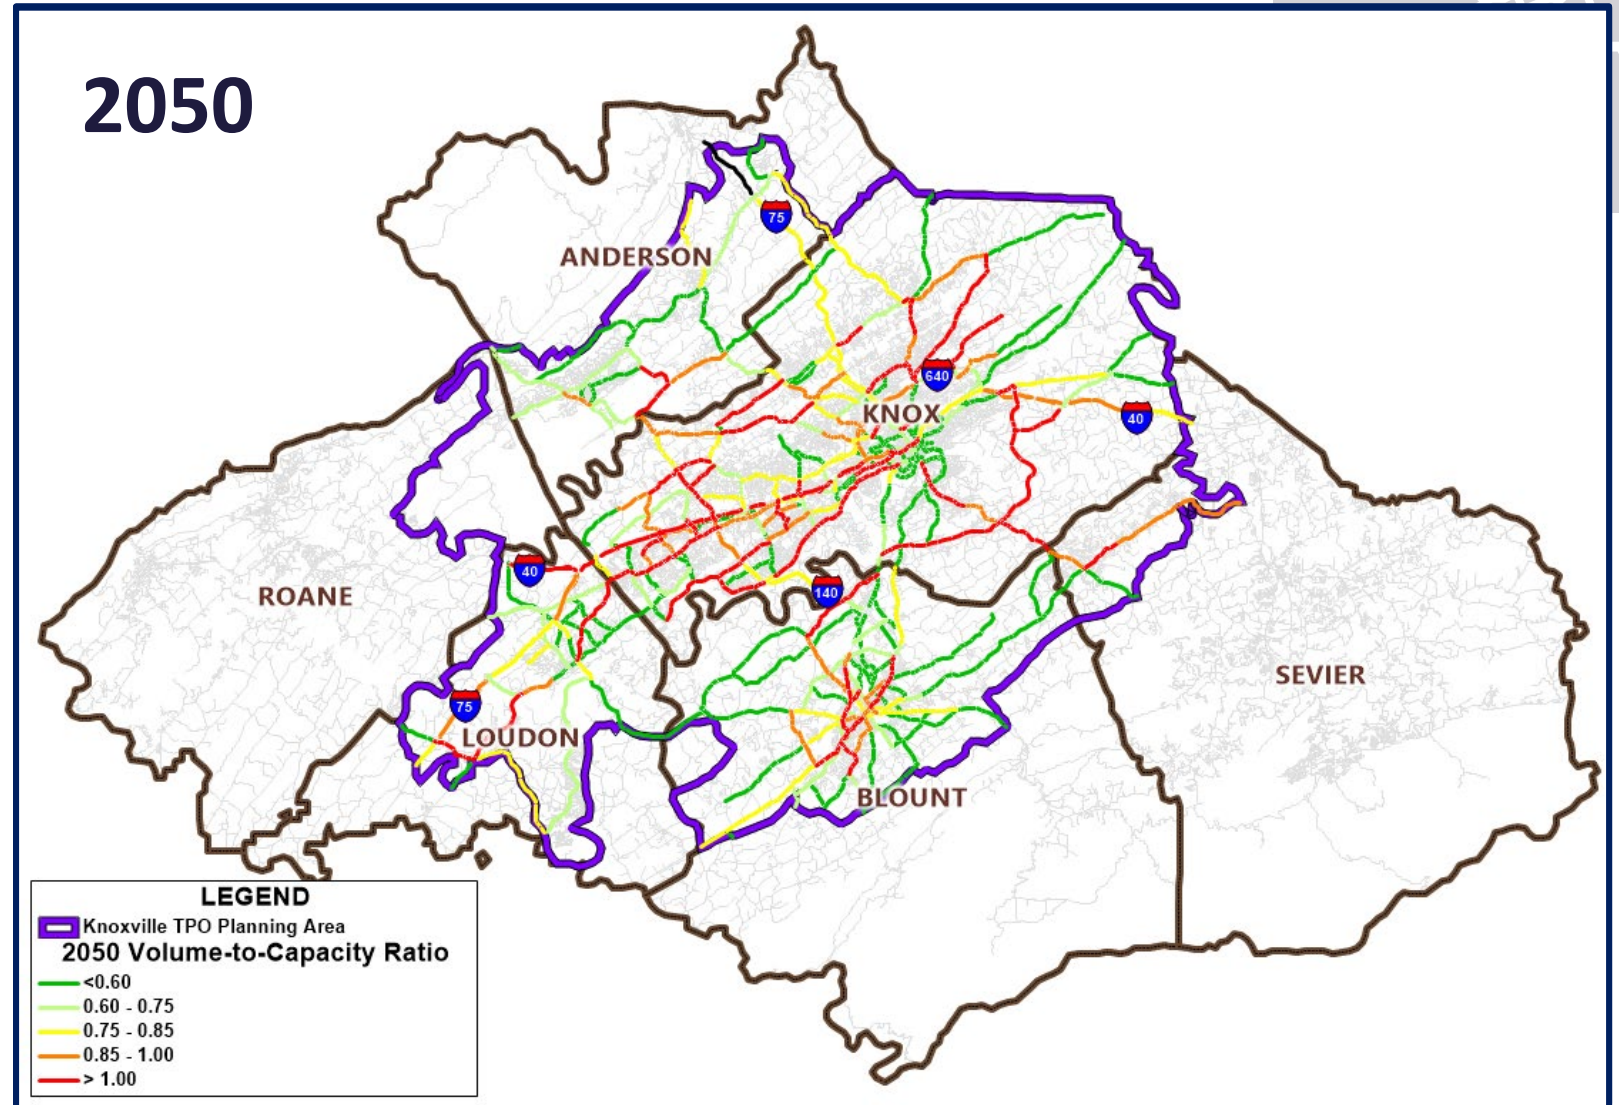 2050
75
ANDERSON
640
KNOX
40
40
ROANE
140
SEVIER
75
LOUDON
BLOUNT
LEGEND
Knoxville TPO Planning Area
2050 Volume-to-Capacity Ratio
<0.60
0.60 - 0.75
0.75 - 0.85
0.85 - 1.00
> 1.00